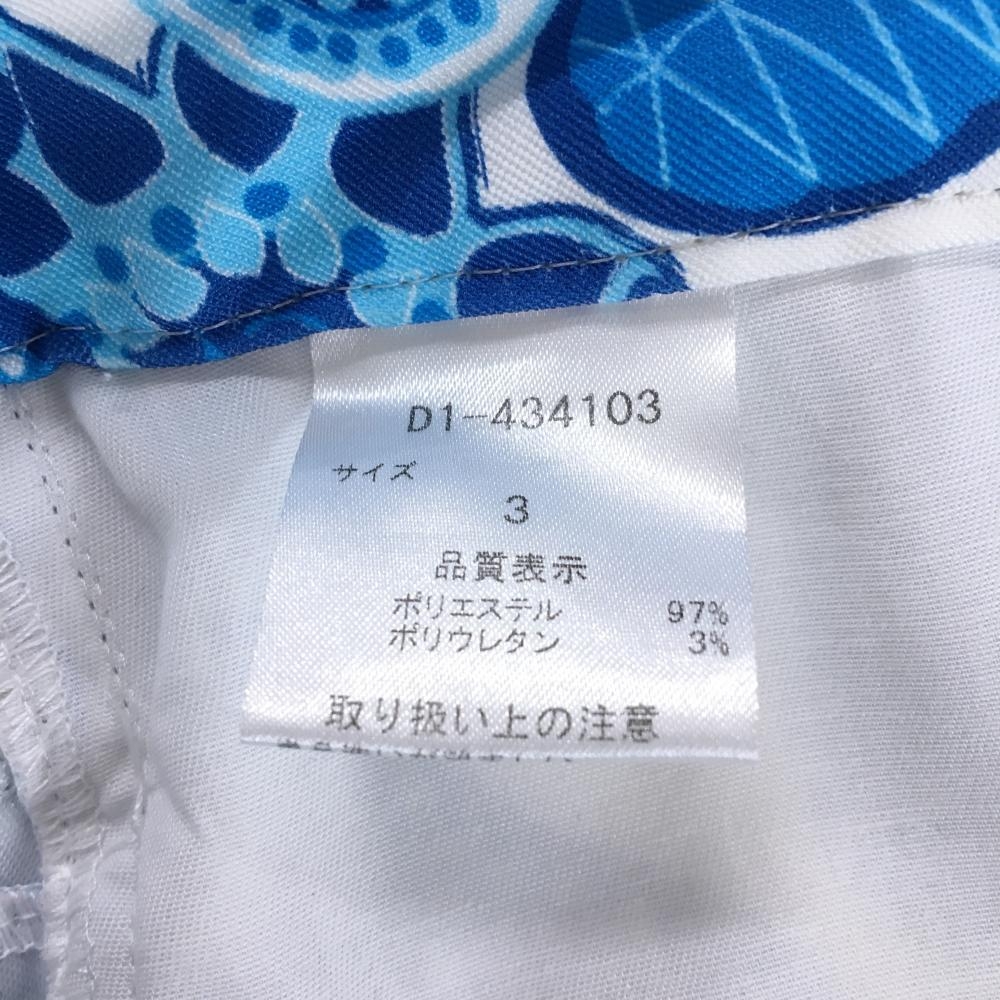 D1-434103
サイズ
3
品質表示
ポリエステル 97%
ポリウレタン 3%
取り扱い上の注意